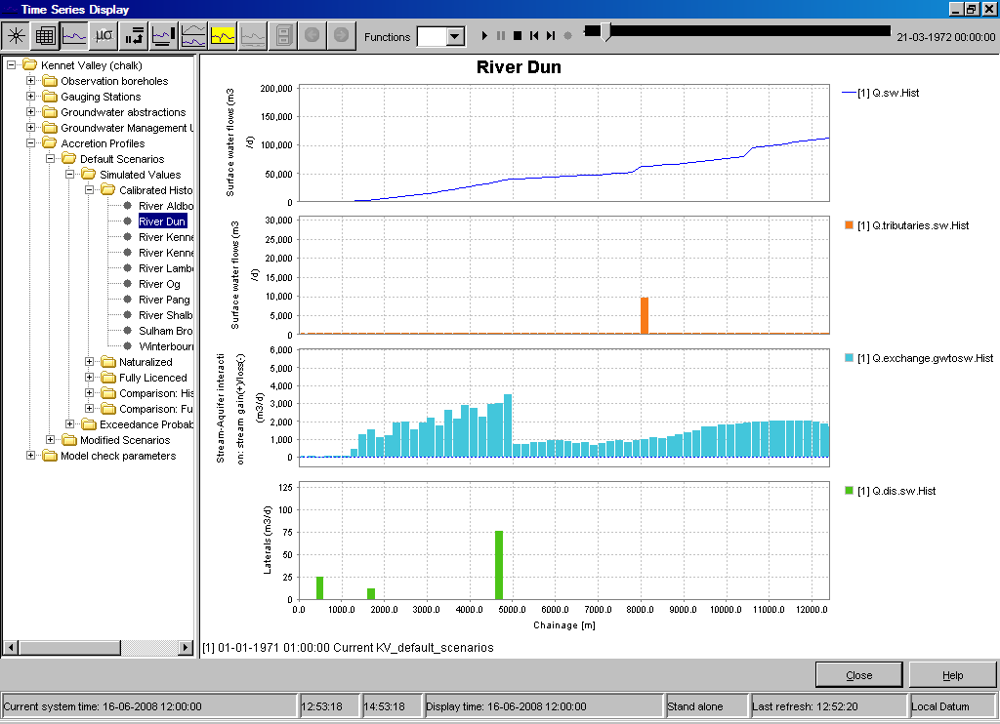 Time Series Display
µσ
Functions
21-03-1972 00:00:00
Kennet Valley (chalk)
Observation boreholes
Gauging Stations
Groundwater abstractions
Groundwater Management U
Accretion Profiles
Default Scenarios
Simulated Values
Calibrated Histo
River Aldbo
River Dun
River Kenne
River Kenne
River Lambo
River Og
River Pang
River Shalb
Sulham Bro
Winterbourn
Naturalized
Fully Licenced
Comparison: His
Comparison: Fu
Exceedance Probab
Modified Scenarios
Model check parameters
River Dun
Surface water flows (m3
/d)
200,000
150,000
100,000
50,000
0
[1] Q.sw.Hist
Surface water flows (m3
/d)
30,000
25,000
20,000
15,000
10,000
5,000
0
[1] Q.tributaries.sw.Hist
Stream-Aquifer interacti
on: stream gain(+)/loss(-)
(m3/d)
6,000
5,000
4,000
3,000
2,000
1,000
0
[1] Q.exchange.gwtosw.Hist
Laterals (m3/d)
125
100
75
50
25
0
[1] Q.dis.sw.Hist
0.0 1000.0 2000.0 3000.0 4000.0 5000.0 6000.0 7000.0 8000.0 9000.0 10000.0 11000.0 12000.0
Chainage [m]
[1] 01-01-1971 01:00:00 Current KV_default_scenarios
Close
Help
Current system time: 16-06-2008 12:00:00
12:53:18
14:53:18
Display time: 16-06-2008 12:00:00
Stand alone
Last refresh: 12:52:20
Local Datum